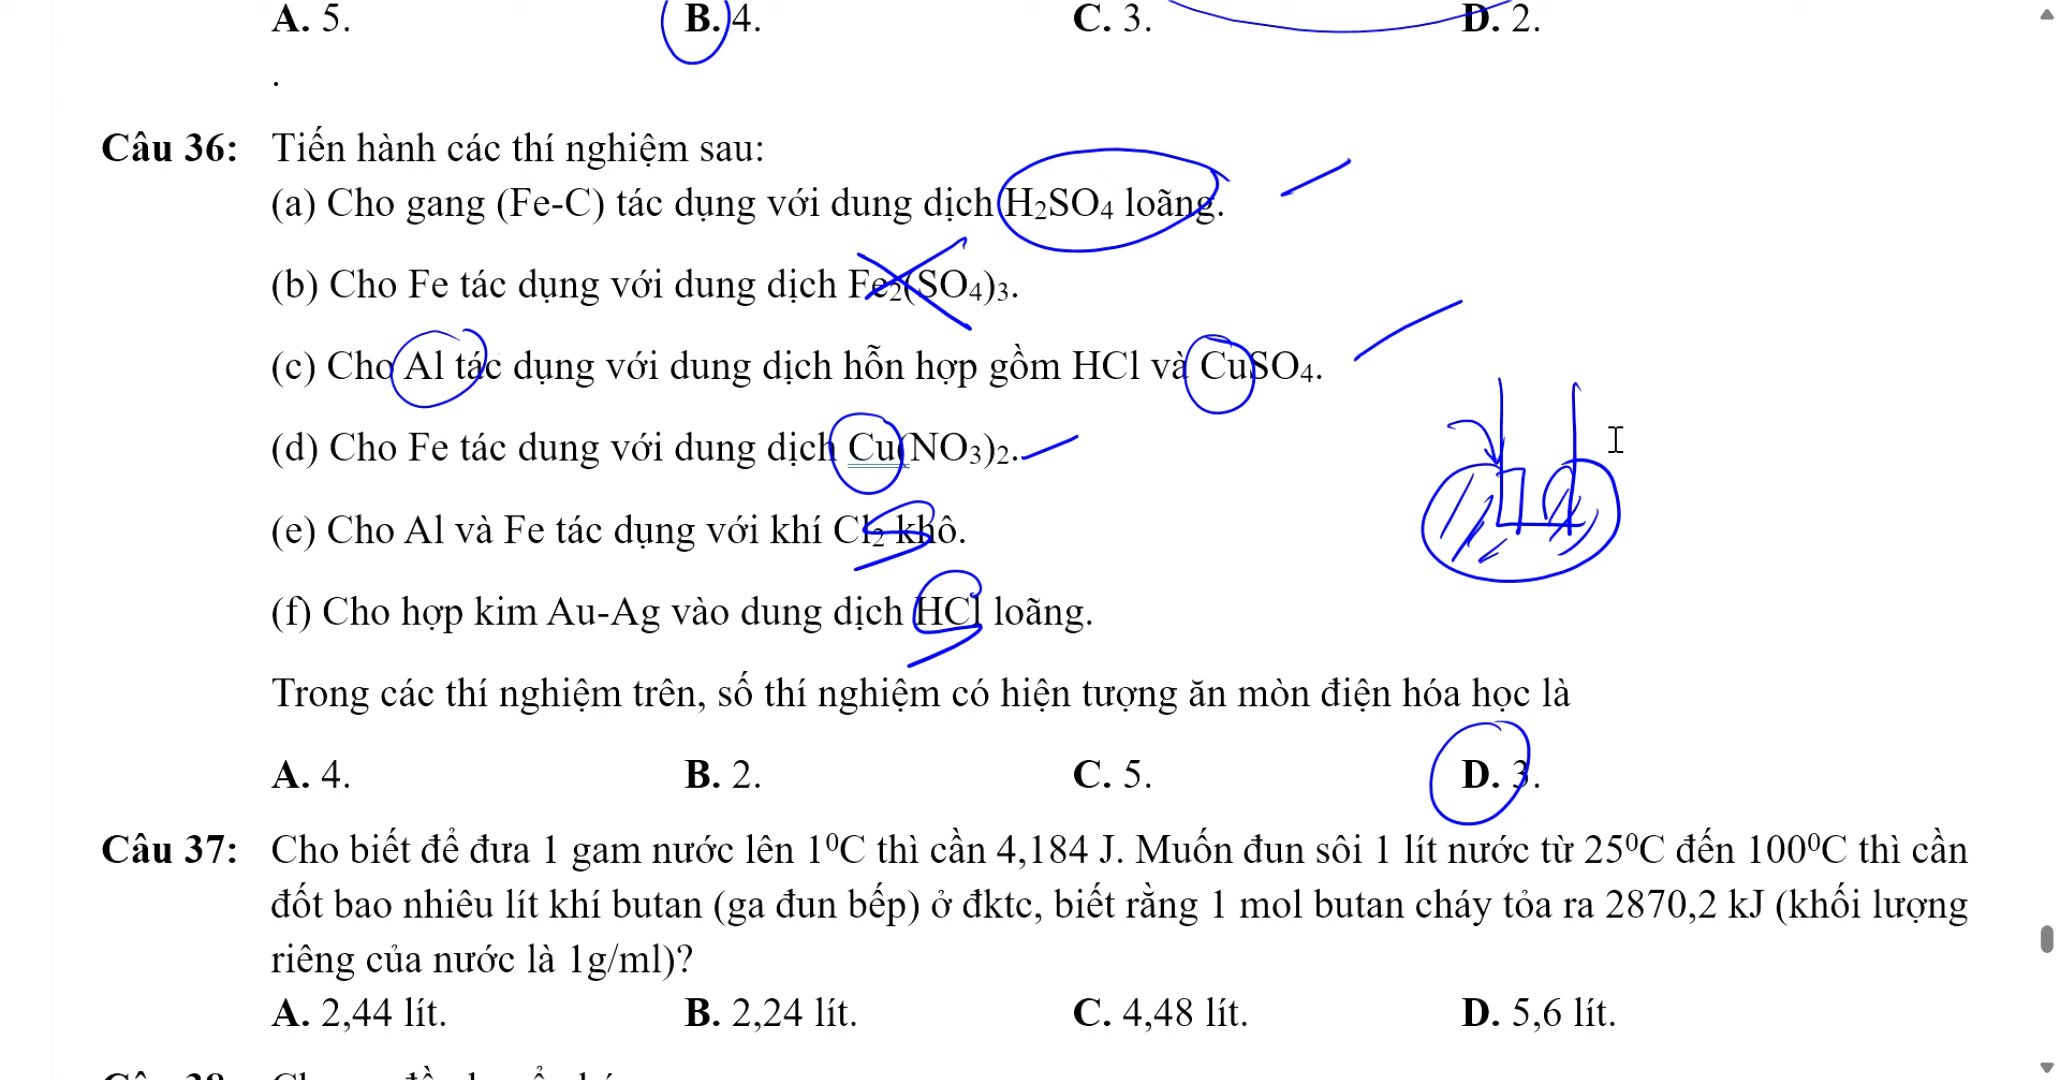 A. 5. B. 4. C. 3. D. 2.
.
Câu 36: Tiến hành các thí nghiệm sau:
(a) Cho gang (Fe-C) tác dụng với dung dịch H₂SO₄ loãng.
(b) Cho Fe tác dụng với dung dịch Fe₂(SO₄)₃.
(c) Cho Al tác dụng với dung dịch hỗn hợp gồm HCl và CuSO₄.
(d) Cho Fe tác dung với dung dịch Cu(NO₃)₂.
(e) Cho Al và Fe tác dụng với khí Cl₂ khô.
(f) Cho hợp kim Au-Ag vào dung dịch HCl loãng.
Trong các thí nghiệm trên, số thí nghiệm có hiện tượng ăn mòn điện hóa học là
A. 4. B. 2. C. 5. D. 3.
Câu 37: Cho biết để đưa 1 gam nước lên 1⁰C thì cần 4,184 J. Muốn đun sôi 1 lít nước từ 25⁰C đến 100⁰C thì cần
đốt bao nhiêu lít khí butan (ga đun bếp) ở đktc, biết rằng 1 mol butan cháy tỏa ra 2870,2 kJ (khối lượng
riêng của nước là 1g/ml)?
A. 2,44 lít. B. 2,24 lít. C. 4,48 lít. D. 5,6 lít.